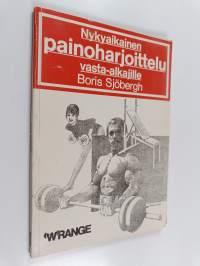 Nykyaikainen
painoharjoittelu
vasta-alkajille
Boris Sjöbergh
WRANGE